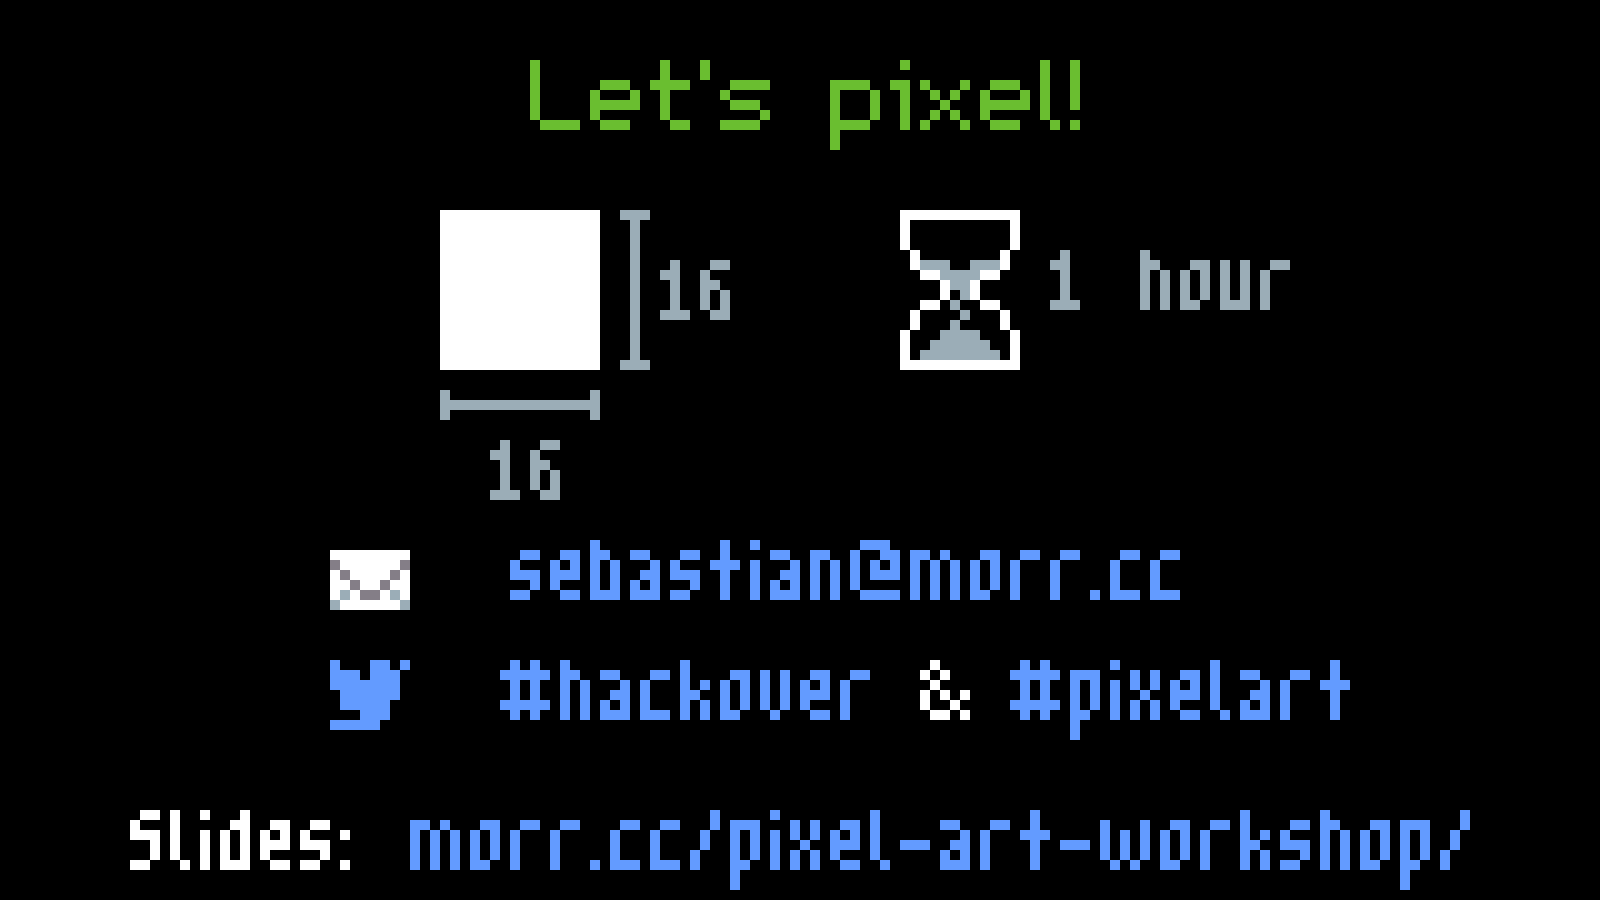 Let's pixel!
16
1 hour
16
sebastian@morr.cc
#hackover & #pixelart
Slides: morr.cc/pixel-art-workshop/